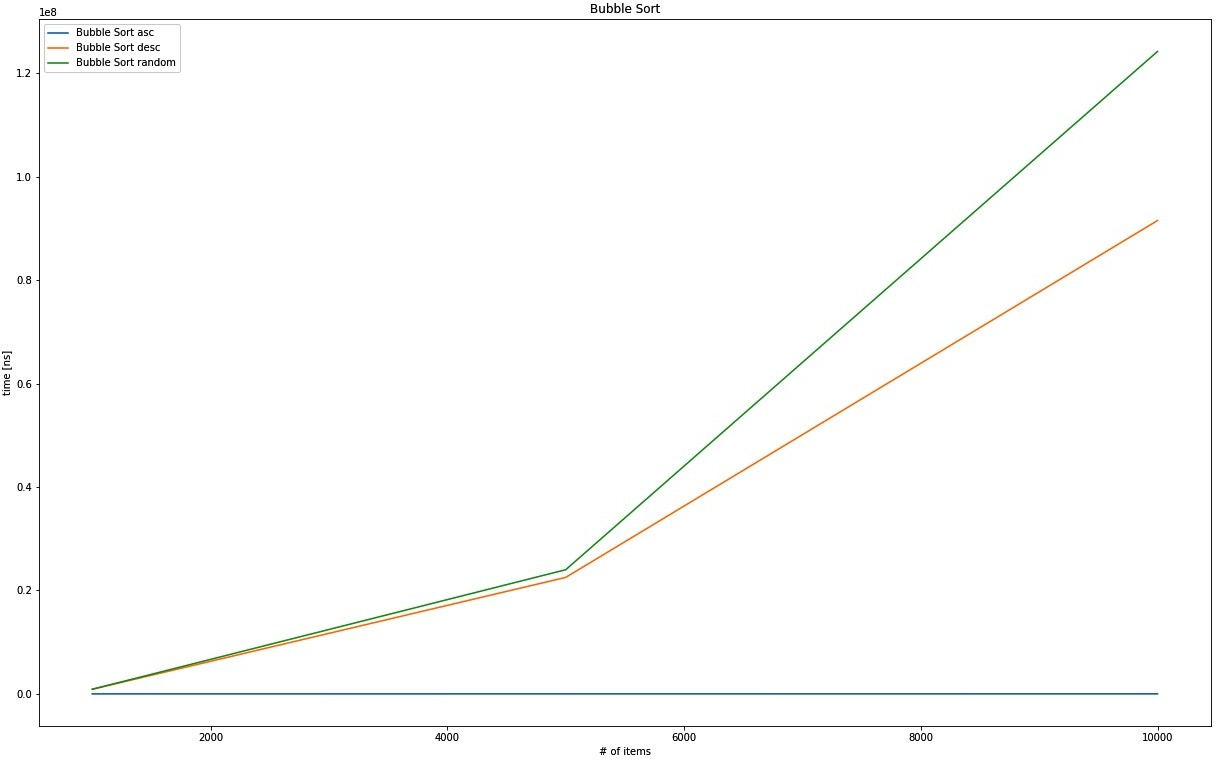 Bubble Sort
1e8
Bubble Sort asc
Bubble Sort desc
Bubble Sort random
1.2
1.0
0.8
0.6
0.4
0.2
0.0
time [ns]
2000 4000 6000 8000 10000
# of items